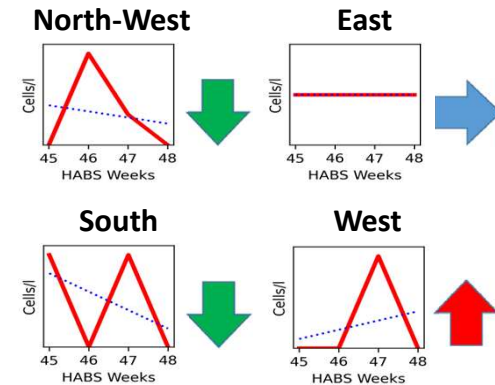 North-West
Cells/l
45 46 47 48
HABS Weeks
East
Cells/l
45 46 47 48
HABS Weeks
South
Cells/l
45 46 47 48
HABS Weeks
West
Cells/l
45 46 47 48
HABS Weeks